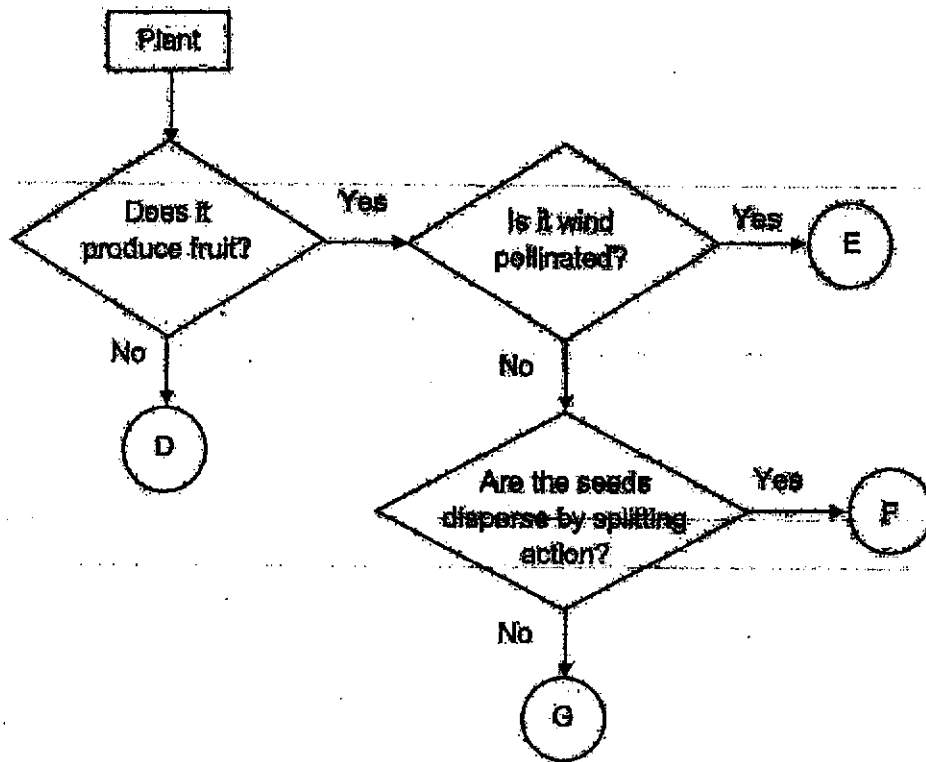 Plant
Does it
produce fruit?
Yes
Is it wind
pollinated?
Yes
E
No
D
No
Are the seeds
disperse by splitting
action?
Yes
F
No
G